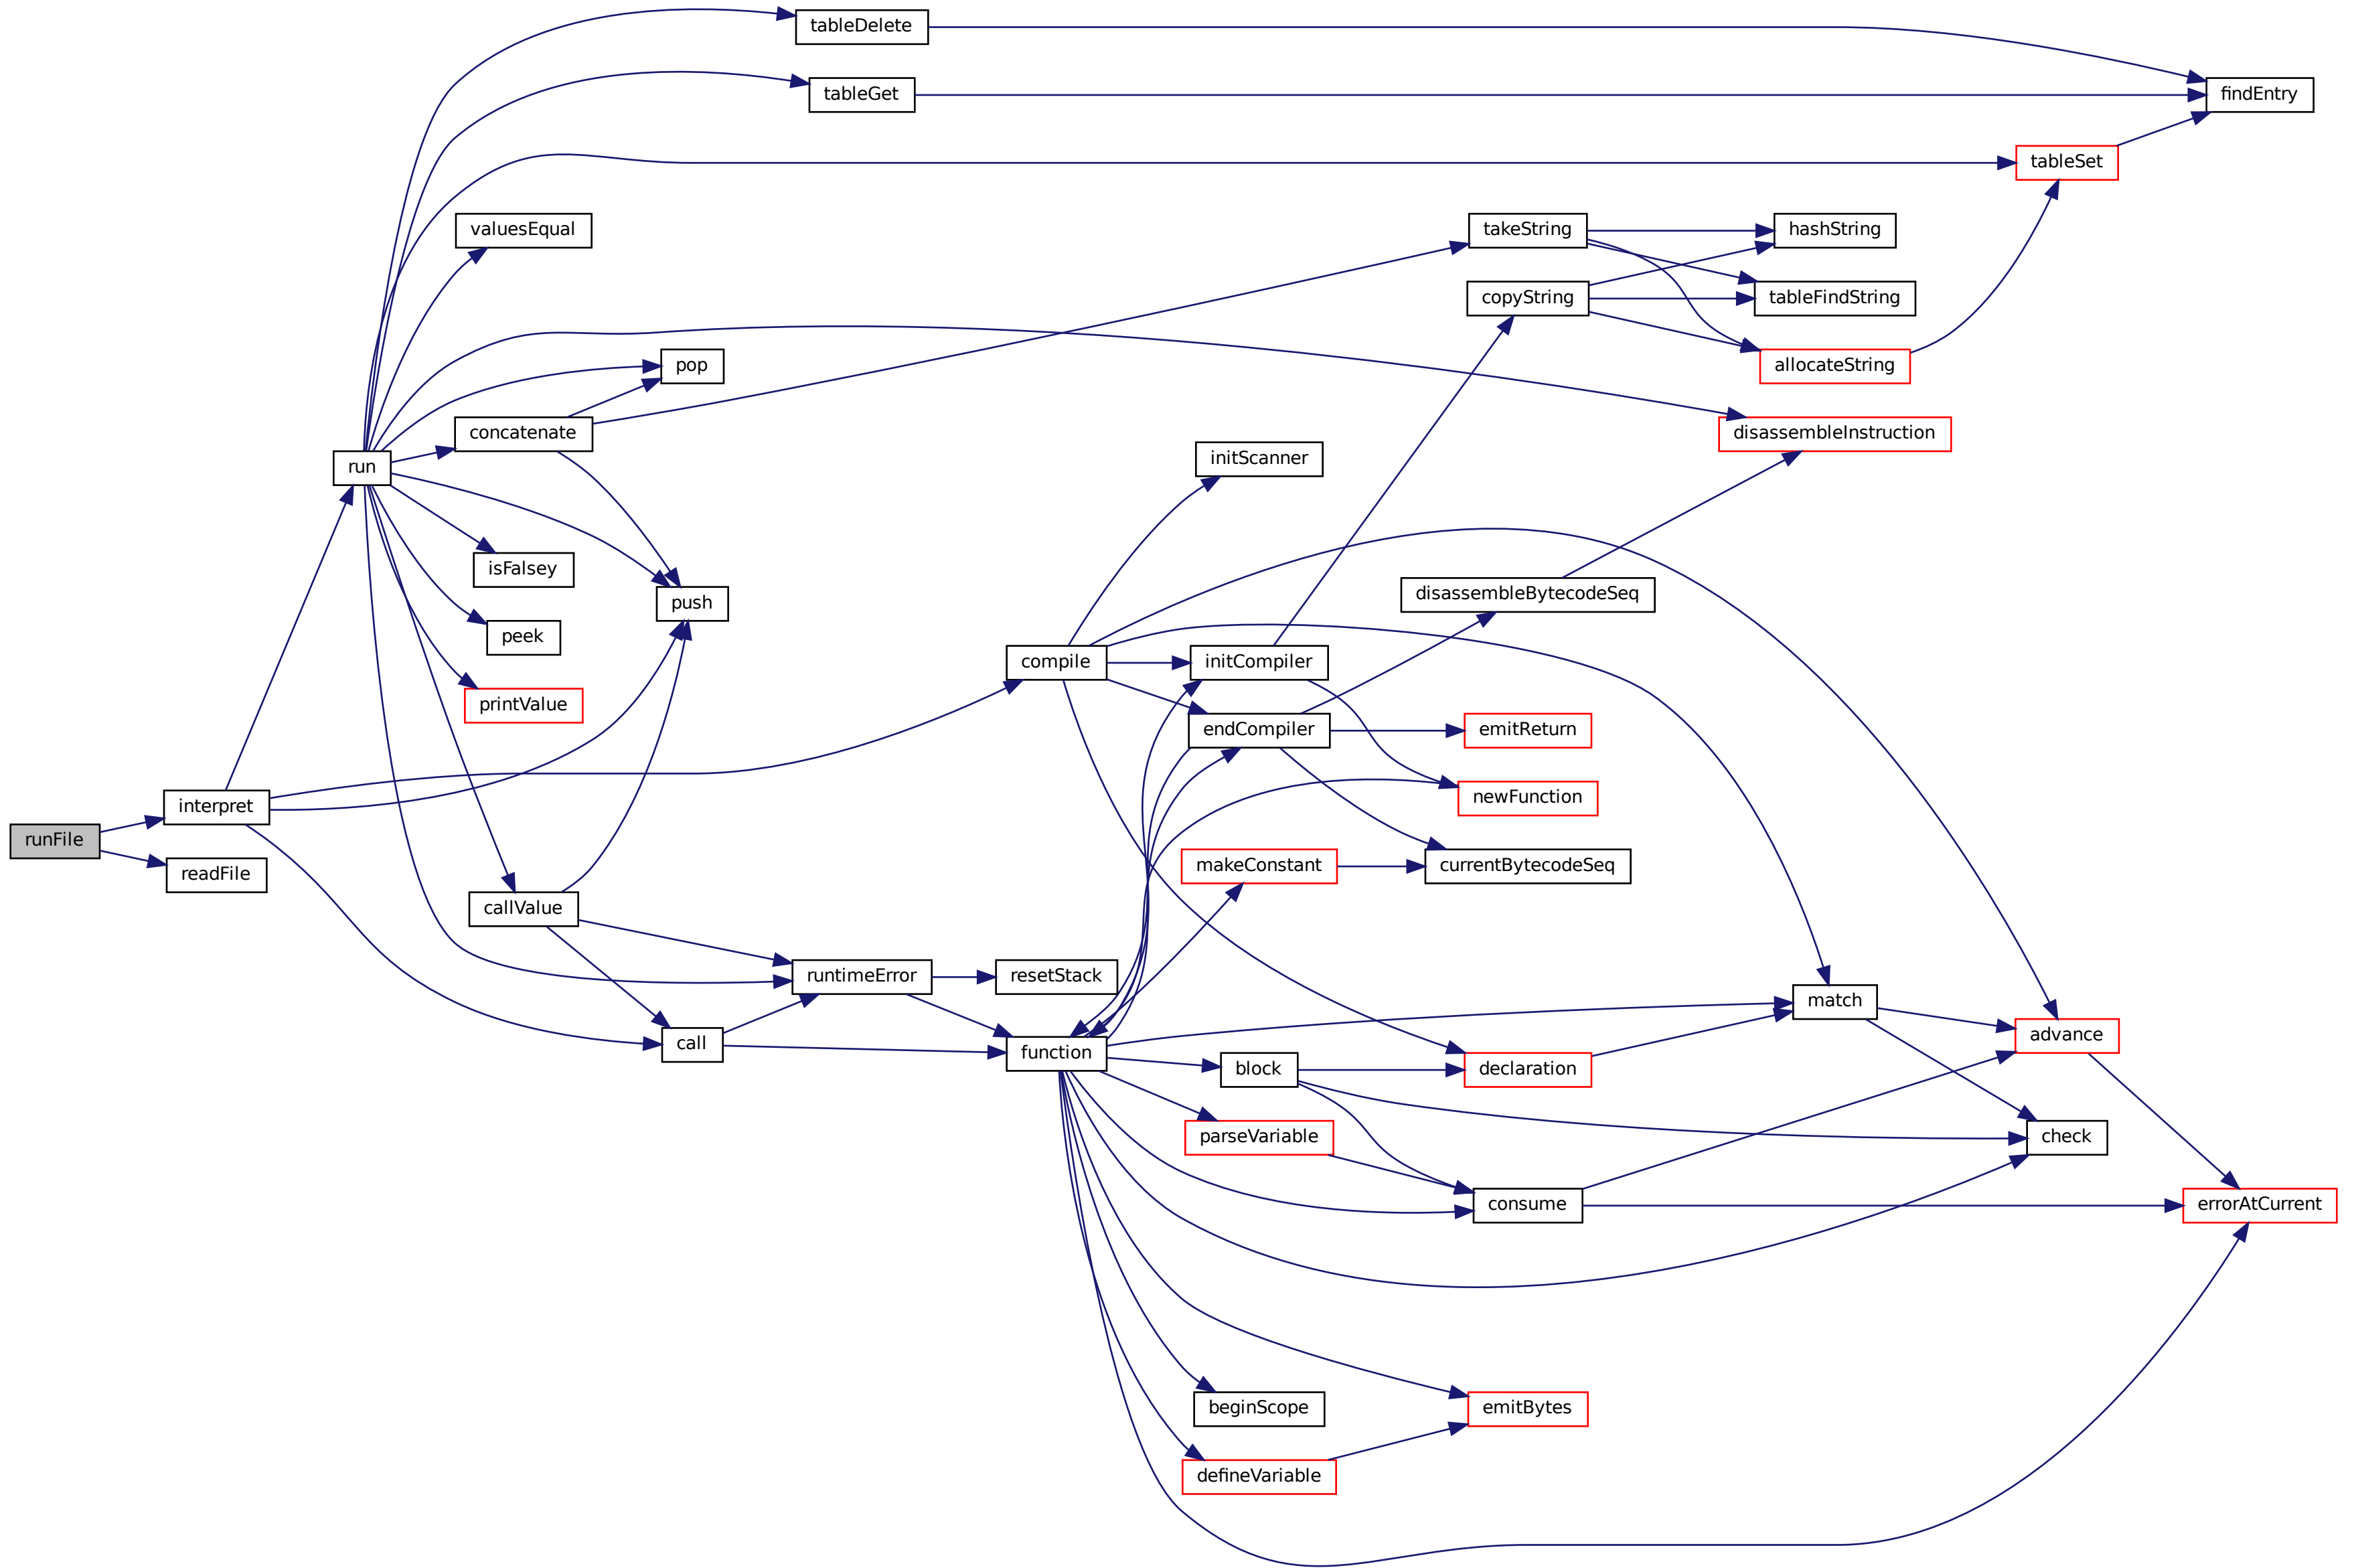 tableDelete
tableGet
findEntry
tableSet
valuesEqual
takeString
hashString
copyString
tableFindString
pop
allocateString
concatenate
disassembleInstruction
run
initScanner
isFalsey
disassembleBytecodeSeq
push
peek
compile
initCompiler
printValue
endCompiler
emitReturn
interpret
newFunction
runFile
readFile
makeConstant
currentBytecodeSeq
callValue
runtimeError
resetStack
match
call
function
block
declaration
advance
parseVariable
check
consume
errorAtCurrent
beginScope
emitBytes
defineVariable